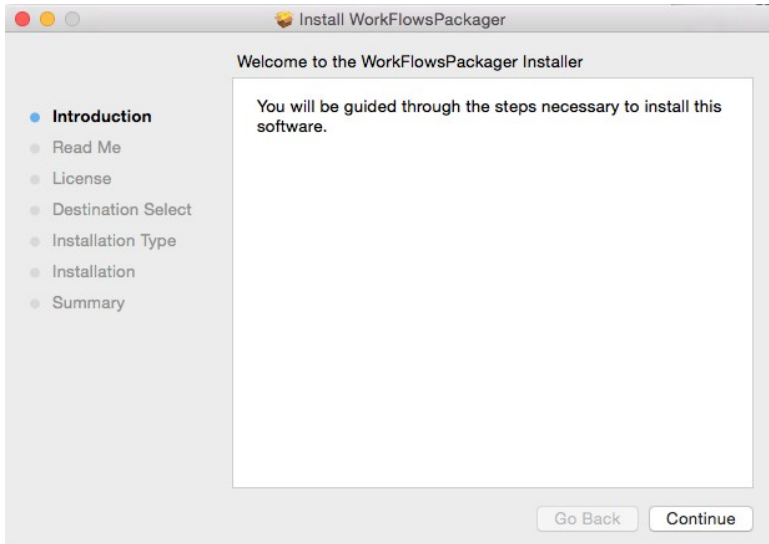 Install WorkFlowsPackager
Welcome to the WorkFlowsPackager Installer
Introduction
Read Me
License
Destination Select
Installation Type
Installation
Summary
You will be guided through the steps necessary to install this
software.
Go Back
Continue